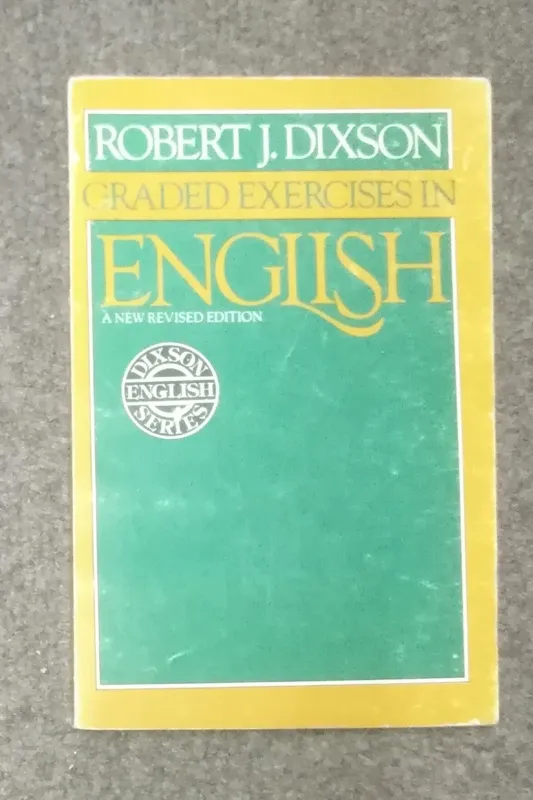 ROBERT J. DIXSON
GRADED EXERCISES IN
ENGLISH
A NEW REVISED EDITION
DIXSON
ENGLISH
SERIES